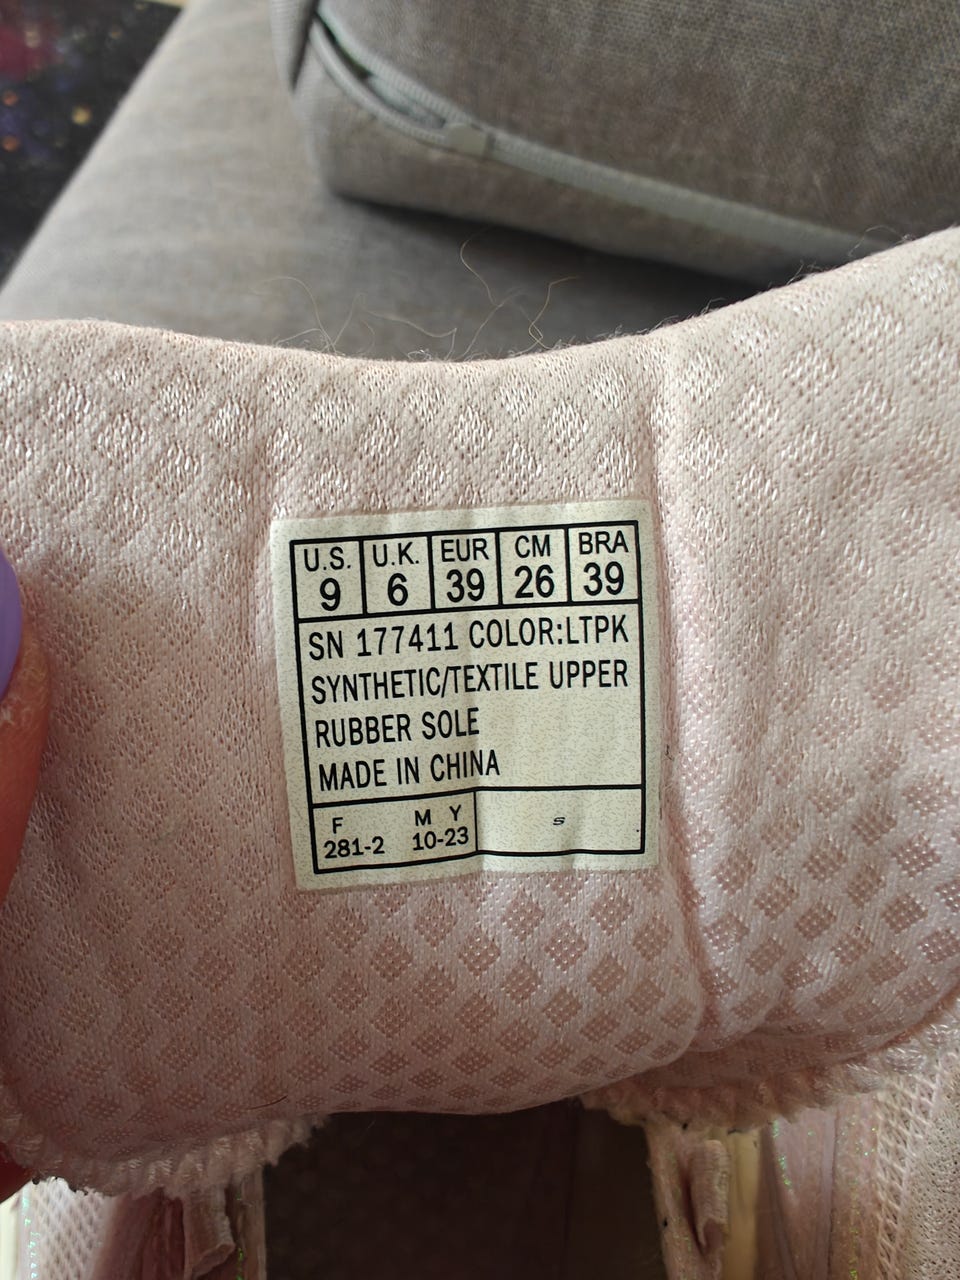 U.S. U.K. EUR CM BRA
9 6 39 26 39
SN 177411 COLOR:LTPK
SYNTHETIC/TEXTILE UPPER
RUBBER SOLE
MADE IN CHINA
F M Y
281-2 10-23
S